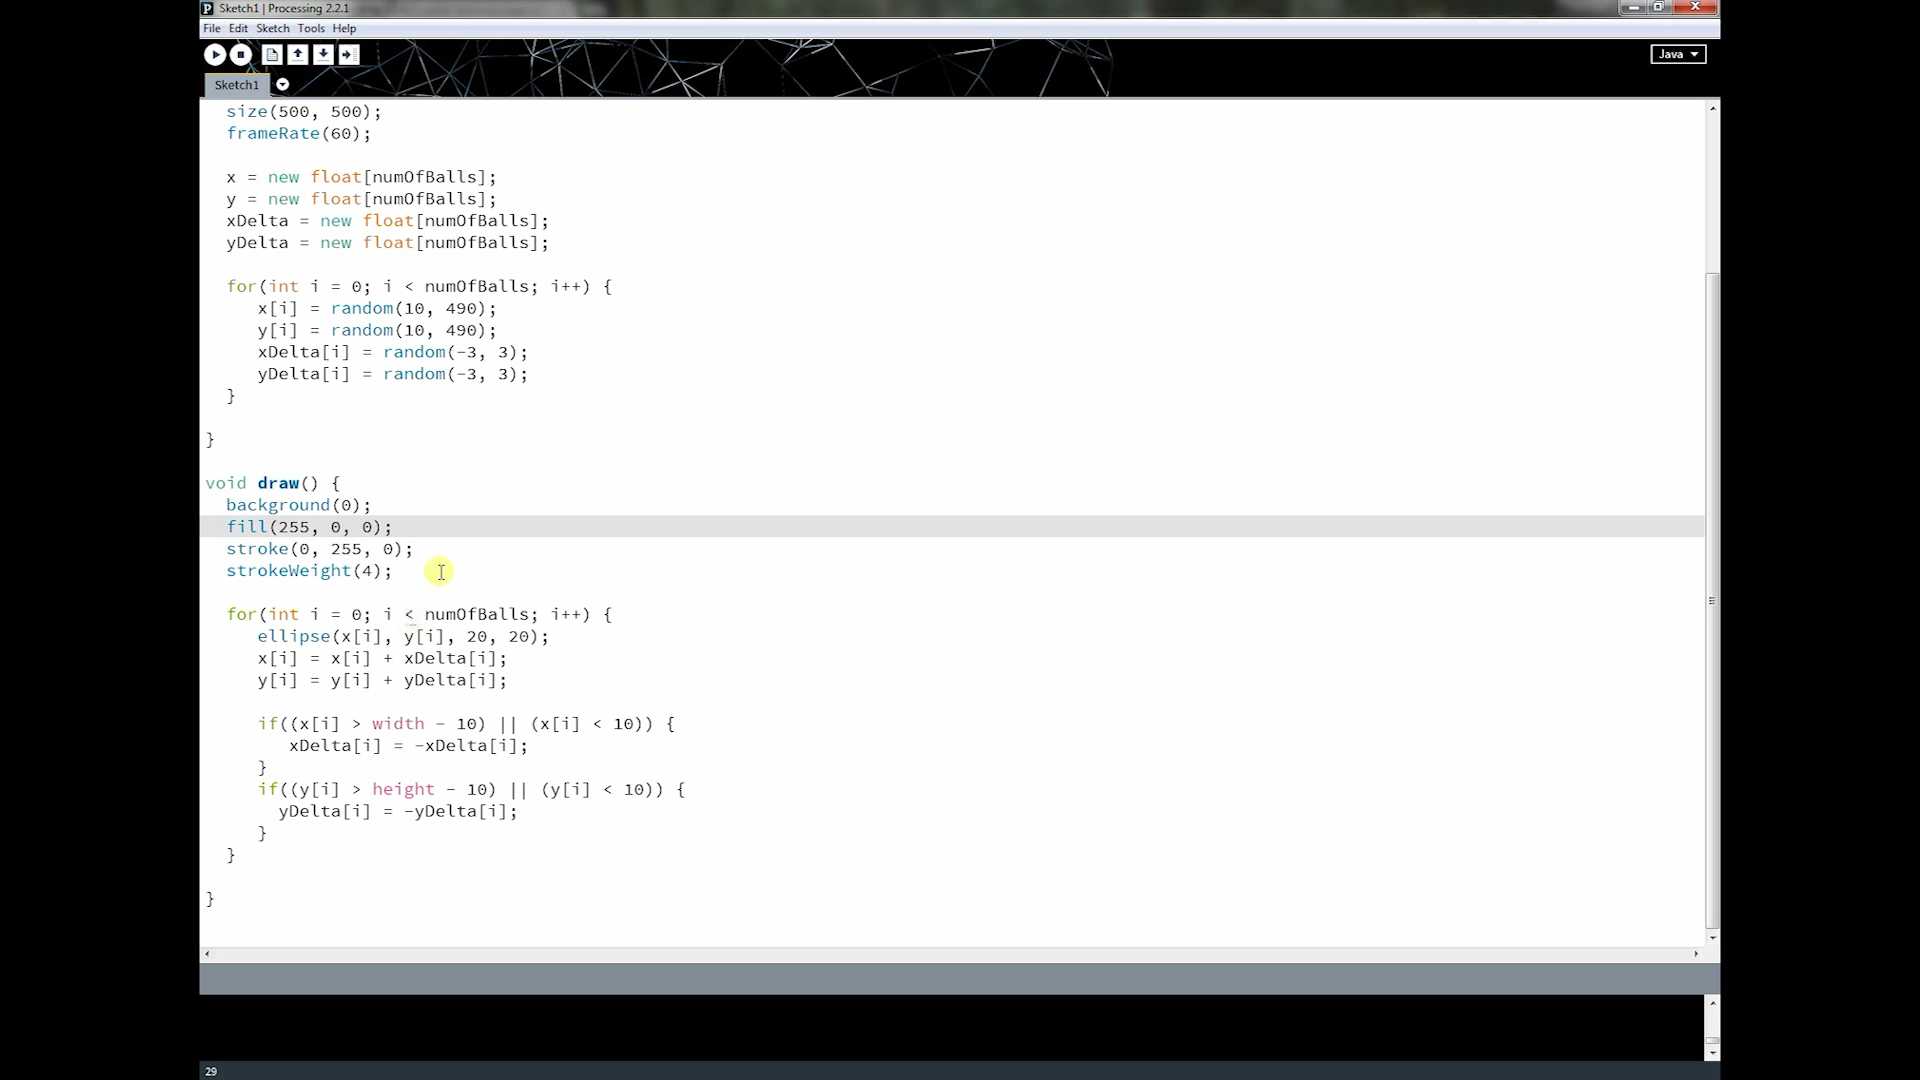 Sketch1 | Processing 2.2.1
File Edit Sketch Tools Help
Java
Sketch1
size(500, 500);
frameRate(60);
x = new float[numOfBalls];
y = new float[numOfBalls];
xDelta = new float[numOfBalls];
yDelta = new float[numOfBalls];
for(int i = 0; i < numOfBalls; i++) {
x[i] = random(10, 490);
y[i] = random(10, 490);
xDelta[i] = random(-3, 3);
yDelta[i] = random(-3, 3);
}
}
void draw() {
background(0);
fill(255, 0, 0);
stroke(0, 255, 0);
strokeWeight(4);
for(int i = 0; i < numOfBalls; i++) {
ellipse(x[i], y[i], 20, 20);
x[i] = x[i] + xDelta[i];
y[i] = y[i] + yDelta[i];
if((x[i] > width - 10) || (x[i] < 10)) {
xDelta[i] = -xDelta[i];
}
if((y[i] > height - 10) || (y[i] < 10)) {
yDelta[i] = -yDelta[i];
}
}
}
29